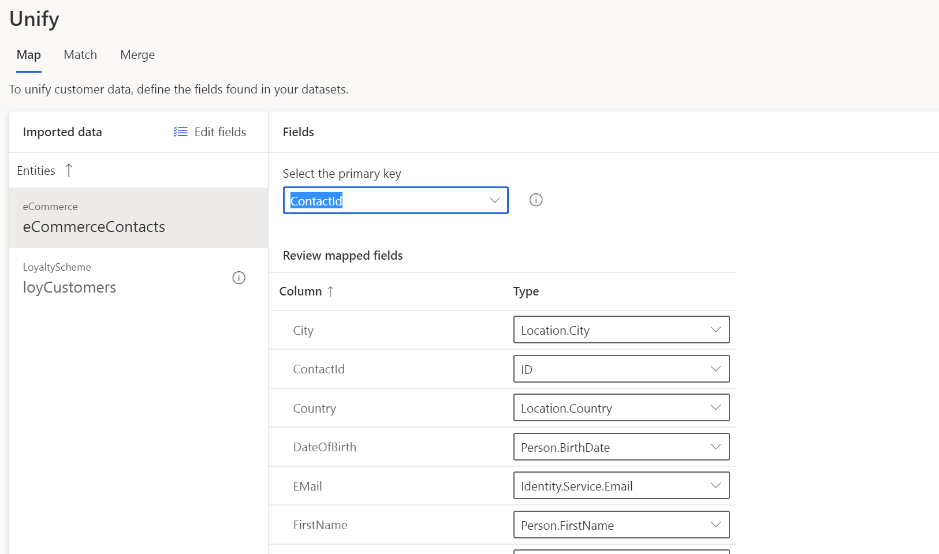 Unify
Map Match Merge
To unify customer data, define the fields found in your datasets.
Imported data Edit fields
Entities ↑
eCommerce
eCommerceContacts
LoyaltyScheme
loyCustomers
Fields
Select the primary key
ContactId
Review mapped fields
Column ↑ Type
City Location.City
ContactId ID
Country Location.Country
DateOfBirth Person.BirthDate
EMail Identity.Service.Email
FirstName Person.FirstName